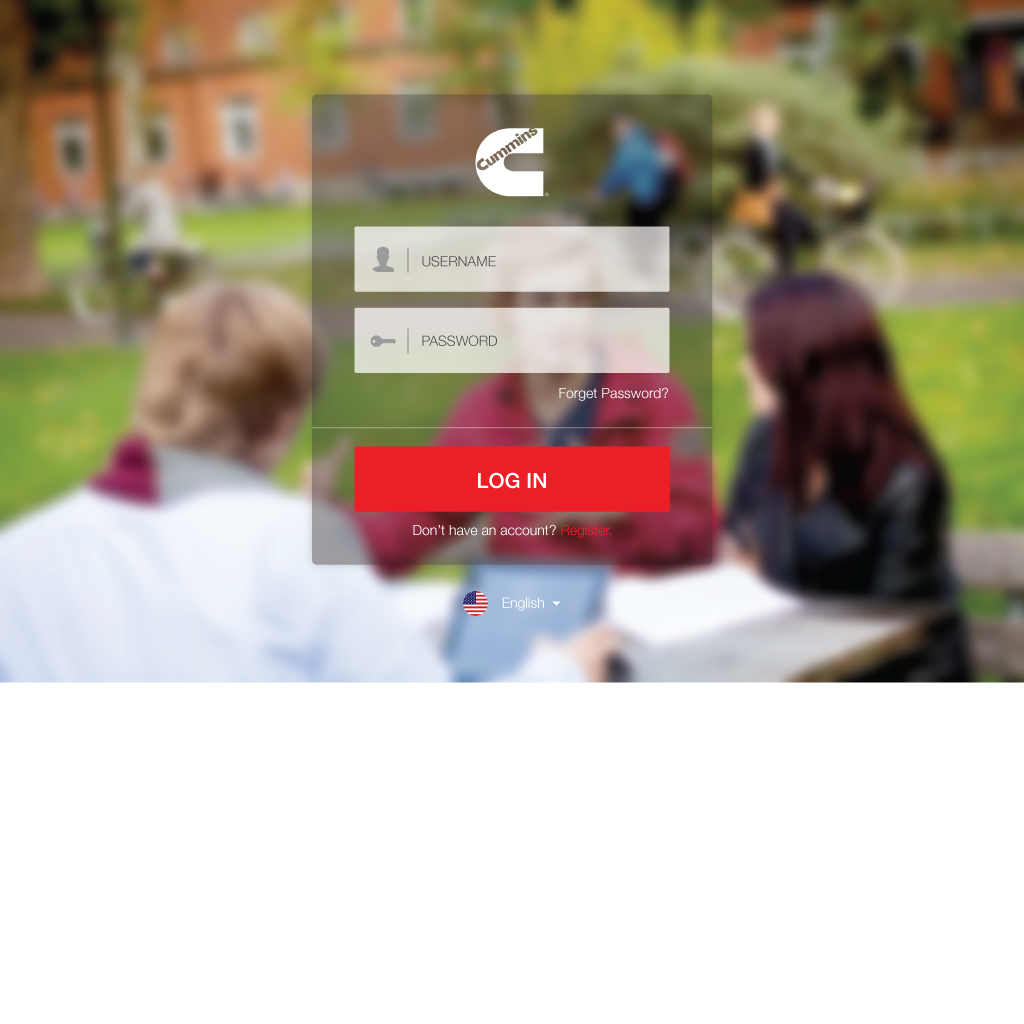 Cummins
USERNAME
PASSWORD
Forget Password?
LOG IN
Don't have an account? Register.
English